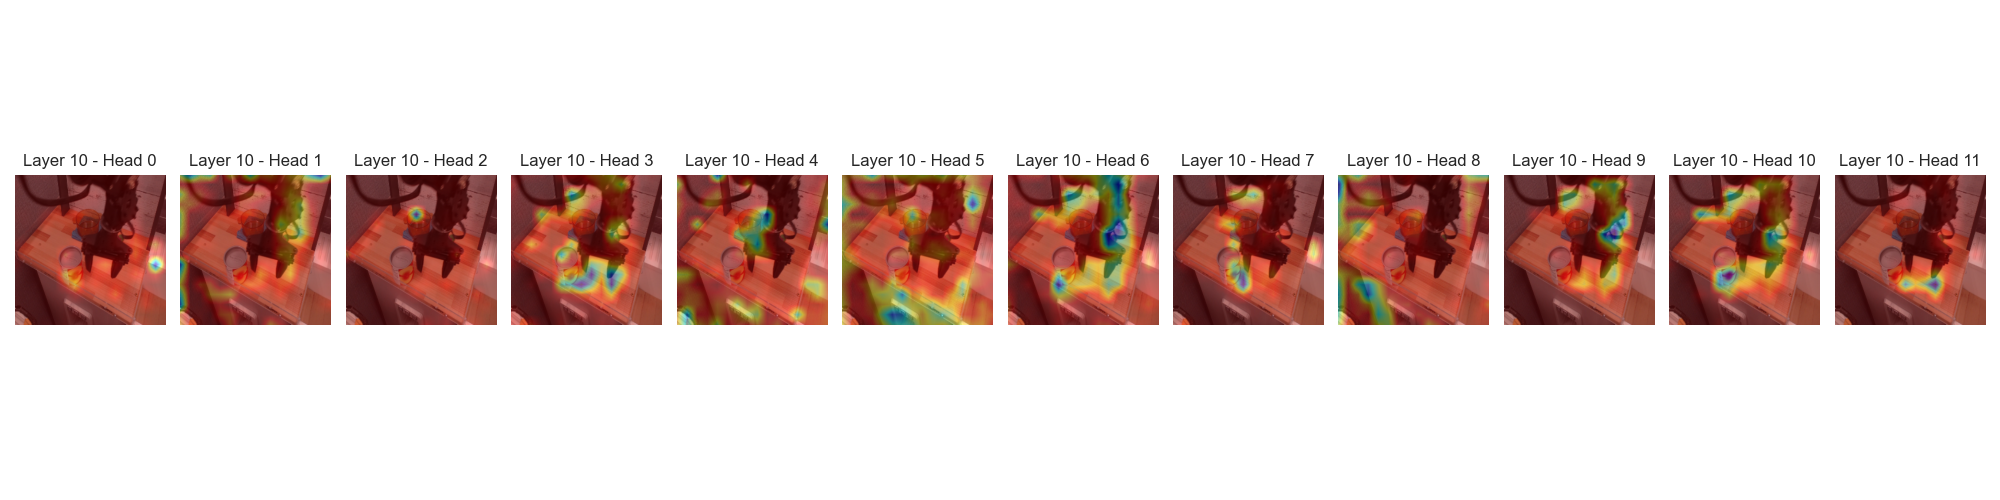 Layer 10 - Head 0
Layer 10 - Head 1
Layer 10 - Head 2
Layer 10 - Head 3
Layer 10 - Head 4
Layer 10 - Head 5
Layer 10 - Head 6
Layer 10 - Head 7
Layer 10 - Head 8
Layer 10 - Head 9
Layer 10 - Head 10
Layer 10 - Head 11